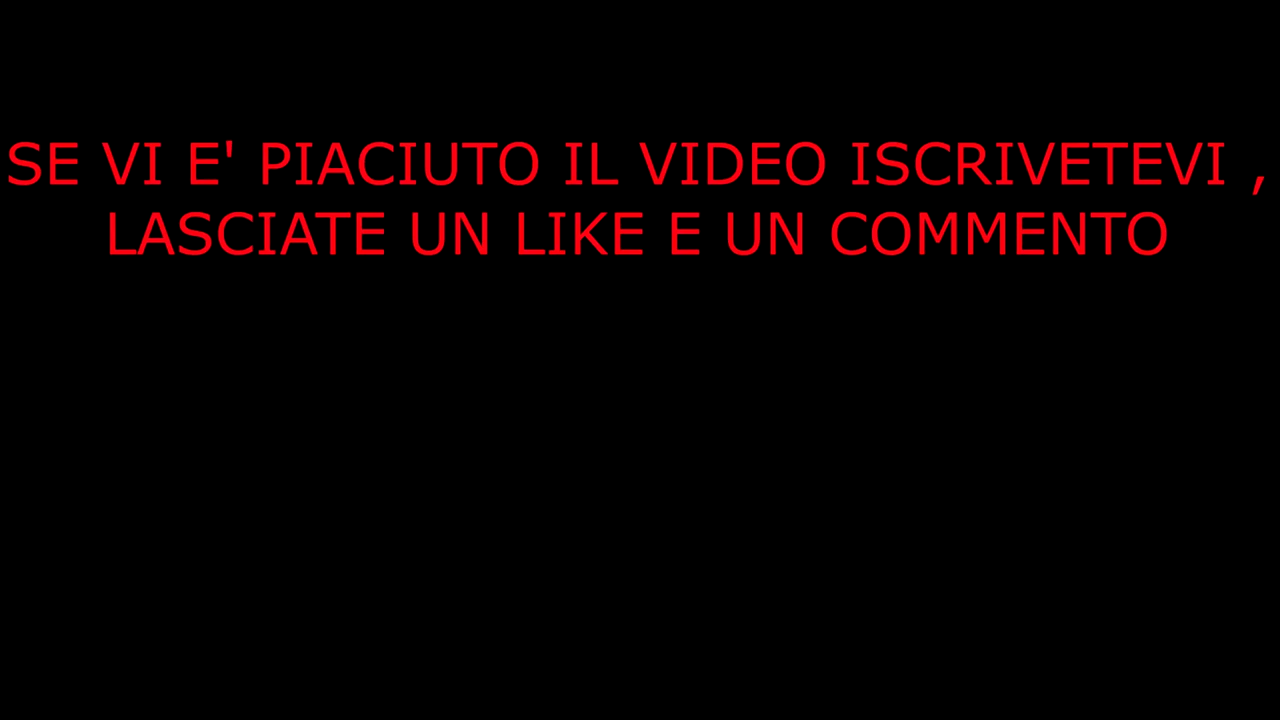 SE VI E' PIACIUTO IL VIDEO ISCRIVETEVI ,
LASCIATE UN LIKE E UN COMMENTO